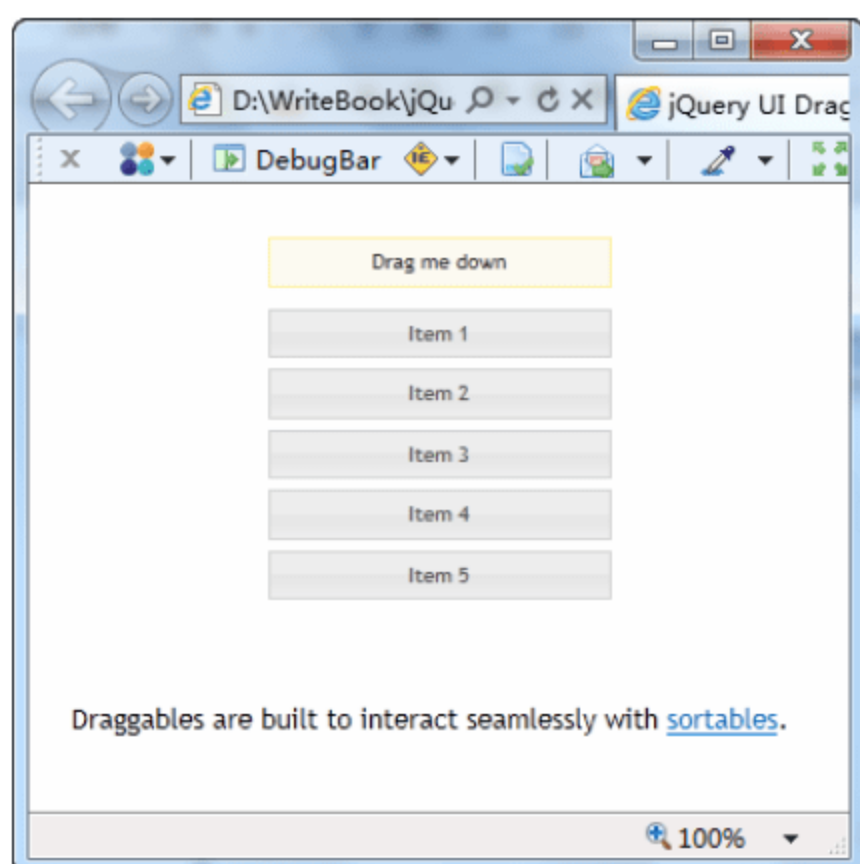 D:\WriteBook\jQu
jQuery UI Drag
DebugBar
IE
Drag me down
Item 1
Item 2
Item 3
Item 4
Item 5
Draggables are built to interact seamlessly with sortables.
100%